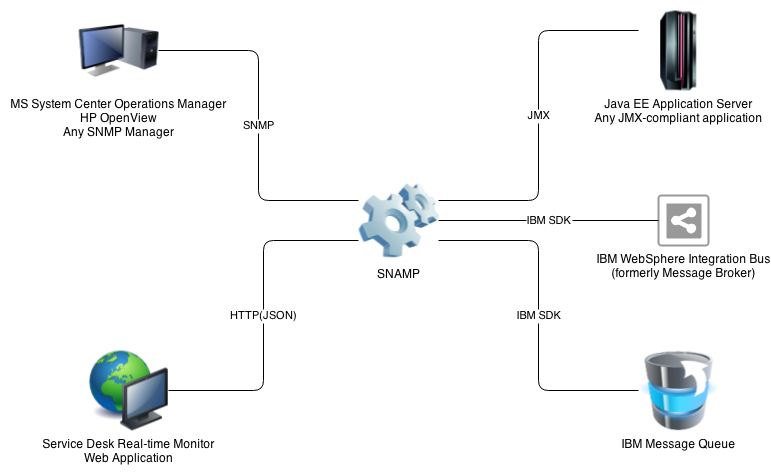 MS System Center Operations Manager
HP OpenView
Any SNMP Manager
SNMP
JMX
Java EE Application Server
Any JMX-compliant application
IBM SDK
IBM WebSphere Integration Bus
(formerly Message Broker)
SNAMP
HTTP(JSON)
IBM SDK
Service Desk Real-time Monitor
Web Application
IBM Message Queue